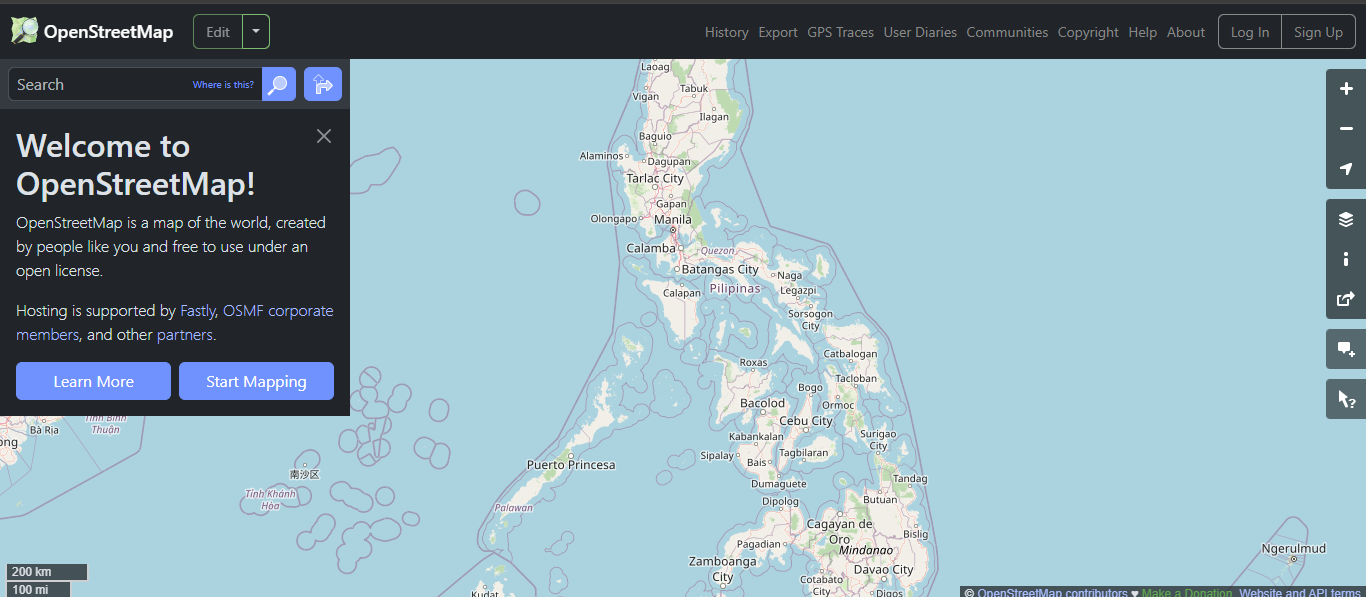 OpenStreetMap
Edit
History Export GPS Traces User Diaries Communities Copyright Help About
Log In Sign Up
Search Where is this?
Welcome to
OpenStreetMap!
OpenStreetMap is a map of the world, created
by people like you and free to use under an
open license.
Hosting is supported by Fastly, OSMF corporate
members, and other partners.
Learn More Start Mapping
Laoag
Vigan
Tabuk
Ilagan
Baguio
Alaminos
Dagupan
Tarlac City
Gapan
Olongapo
Manila
Calamba
Quezon
Batangas City
Naga
Calapan
Pilipinas
Legazpi
Sorsogon
City
Catbalogan
Roxas
Tacloban
Bogo
Bacolod
Ormoc
Cebu City
Kabankalan
Surigao
City
Sipalay
Bais
Tagbilaran
Puerto Princesa
Dumaguete
Tandag
Palawan
Dipolog
Butuan
Cagayan de
Oro
Bislig
Pagadian
Mindanao
Zamboanga
City
Davao City
Cotabato
City
Digos
Kudat
Ngerulmud
Tỉnh Bình
Thuận
Bà Rịa
ong
南沙区
Tỉnh Khánh
Hòa
200 km
100 mi
© OpenStreetMap contributors ♥ Make a Donation. Website and API terms